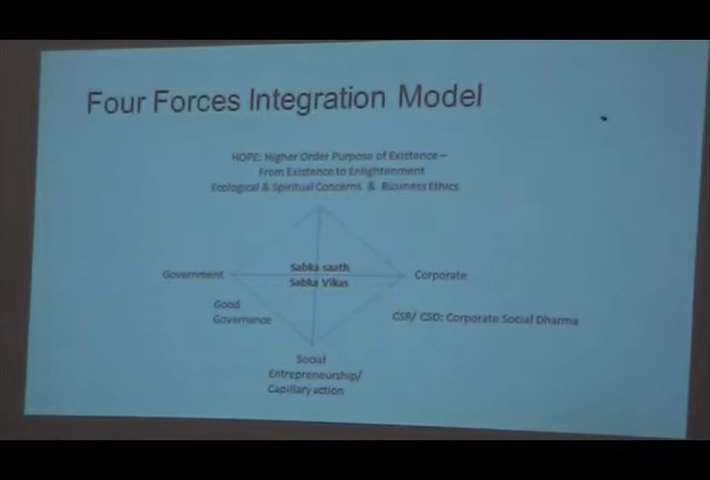 Four Forces Integration Model
HOPE: Higher Order Purpose of Existence –
From Existence to Enlightenment
Ecological & Spiritual Concerns & Business Ethics
Sabka saath
Government
Corporate
Sabka Vikas
Good
Governance
CSR/ CSD: Corporate Social Dharma
Social
Entrepreneurship/
Capillary action